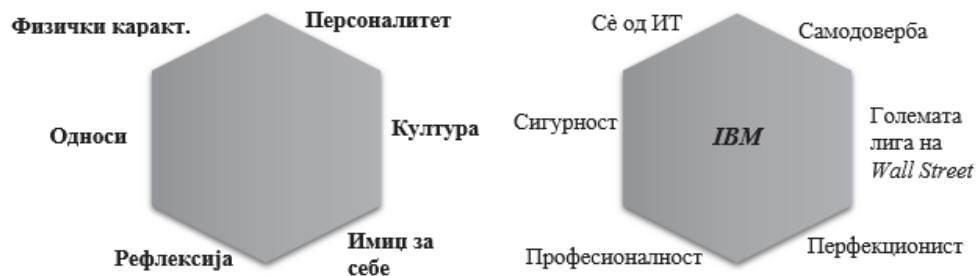 Физички каракт.
Персоналитет
Односи
Култура
Рефлексија
Имиџ за
себе
Сѐ од ИТ
Самодоверба
Сигурност
IBM
Големата
лига на
Wall Street
Професионалност
Перфекционист